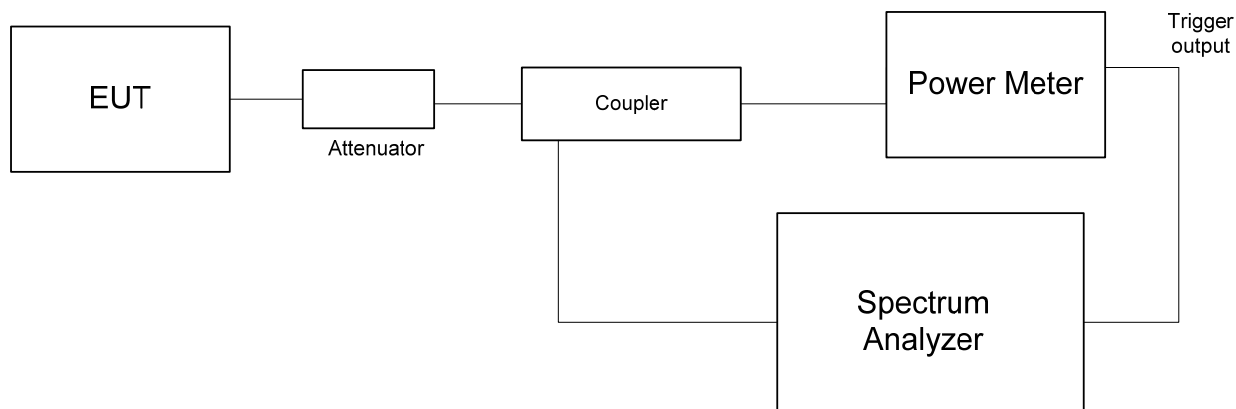 EUT
Attenuator
Coupler
Power Meter
Trigger
output
Spectrum
Analyzer